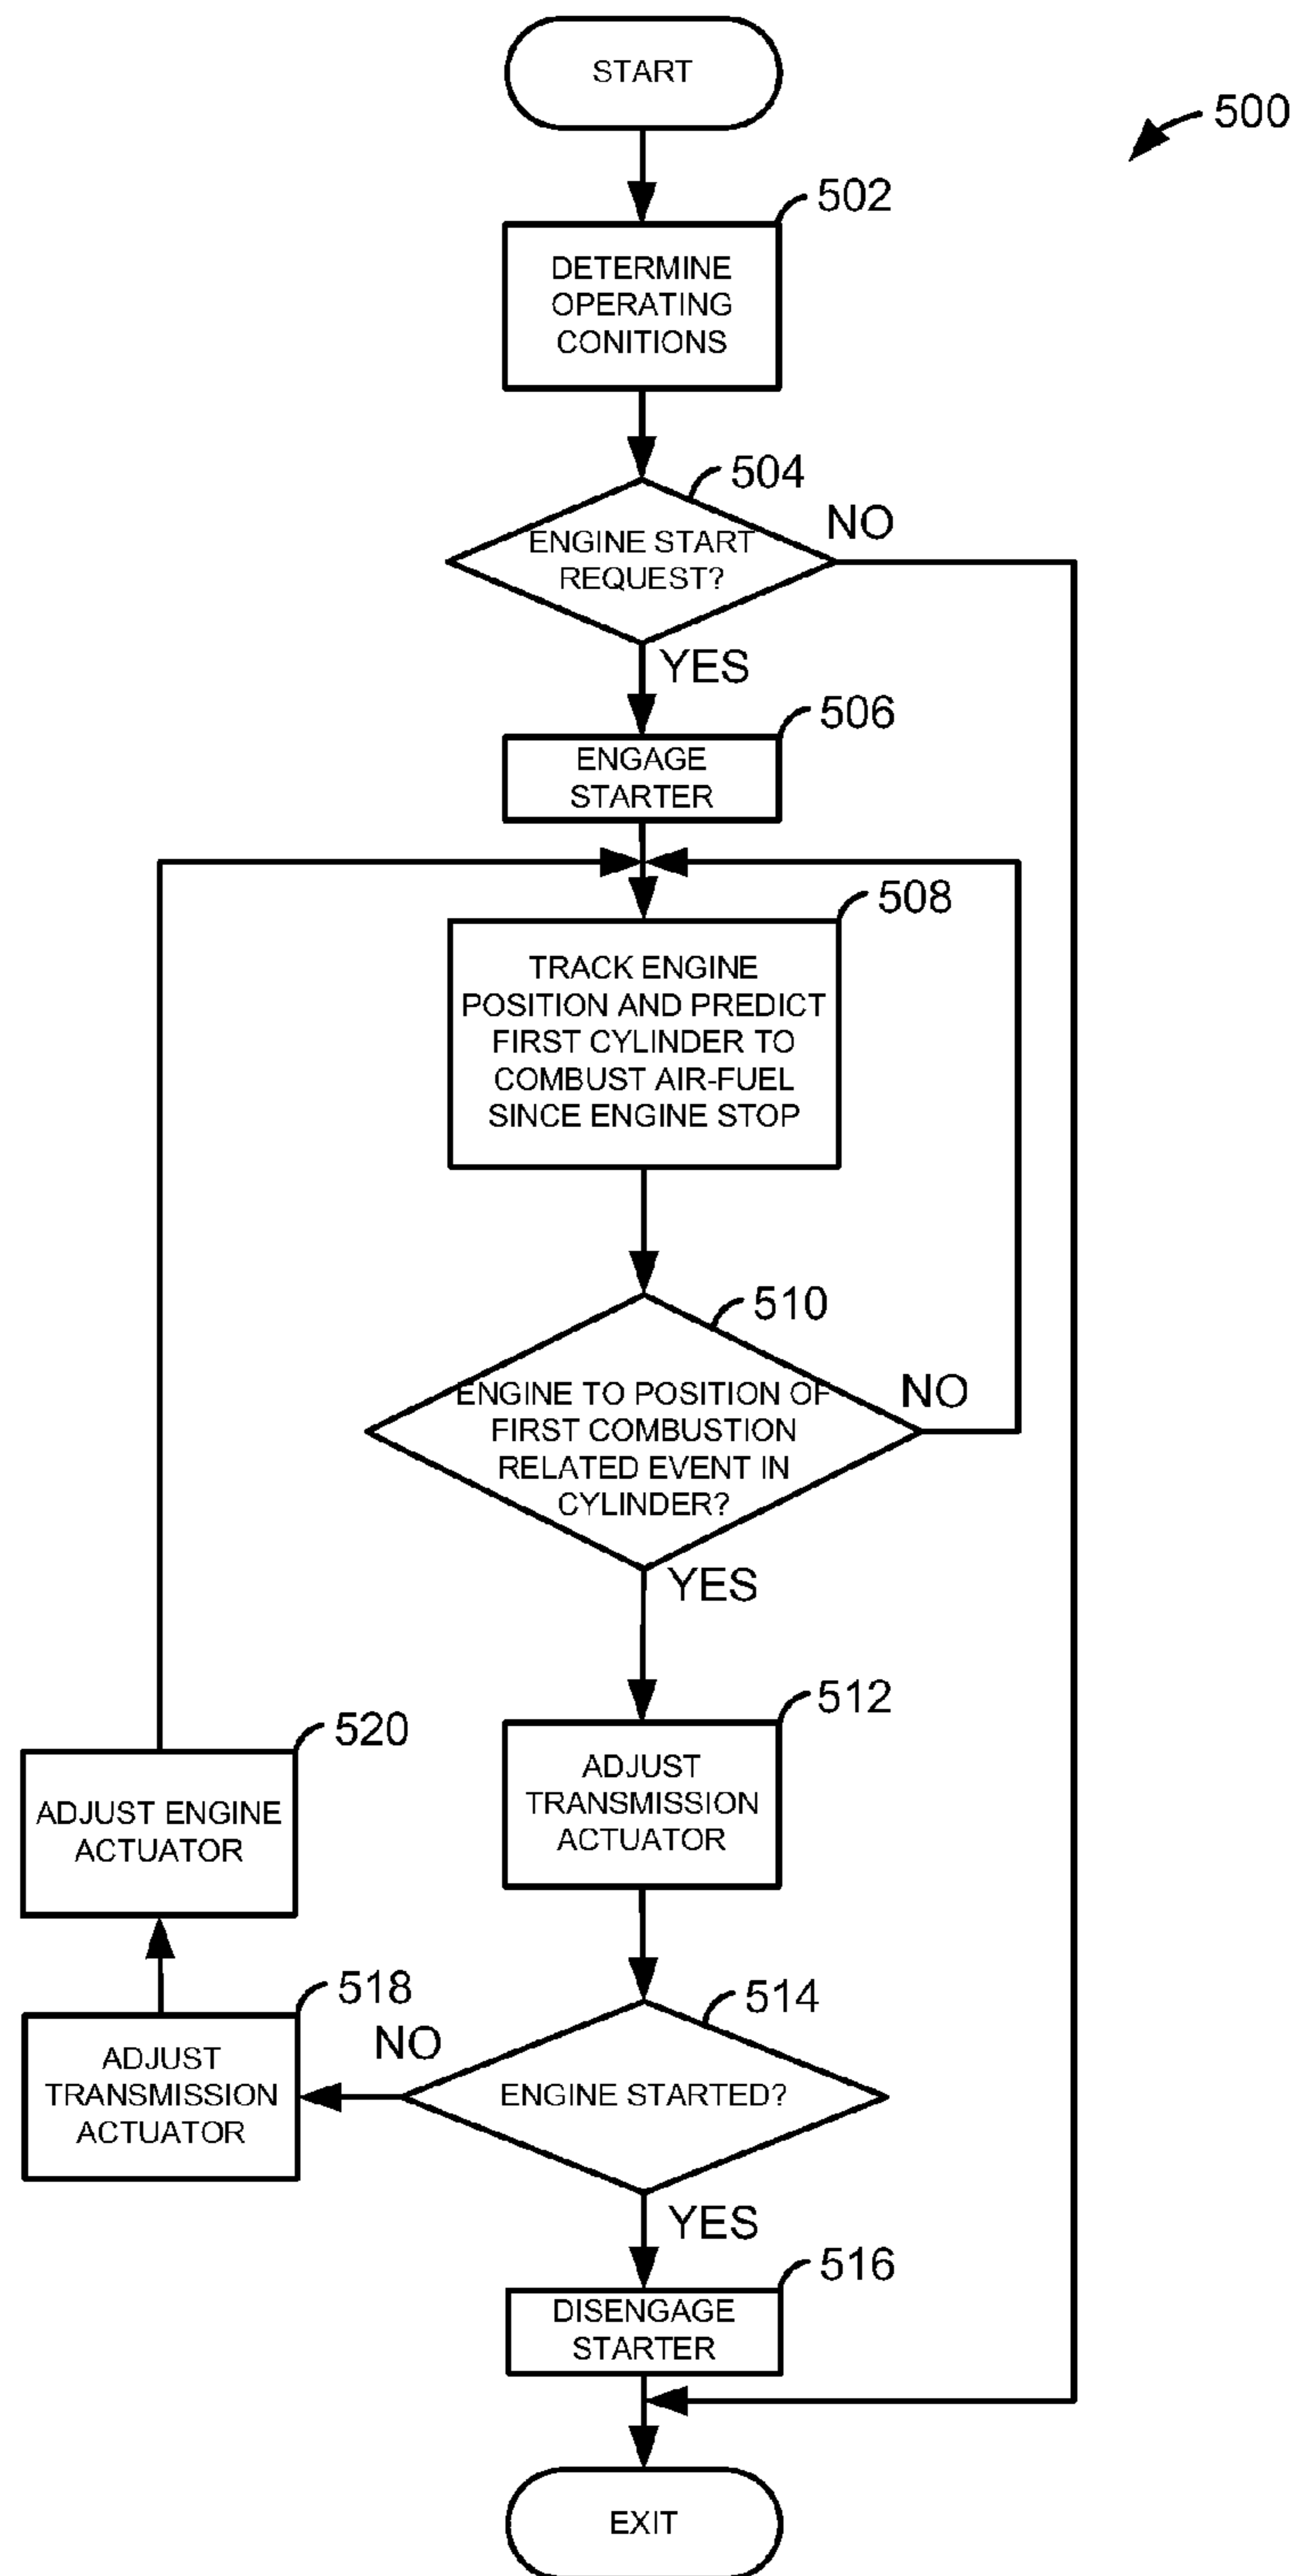 START
500
502
DETERMINE
OPERATING
CONITIONS
504
ENGINE START
REQUEST?
NO
YES
506
ENGAGE
STARTER
508
TRACK ENGINE
POSITION AND PREDICT
FIRST CYLINDER TO
COMBUST AIR-FUEL
SINCE ENGINE STOP
510
ENGINE TO POSITION OF
FIRST COMBUSTION
RELATED EVENT IN
CYLINDER?
NO
YES
512
ADJUST
TRANSMISSION
ACTUATOR
520
ADJUST ENGINE
ACTUATOR
518
ADJUST
TRANSMISSION
ACTUATOR
NO
514
ENGINE STARTED?
YES
516
DISENGAGE
STARTER
EXIT